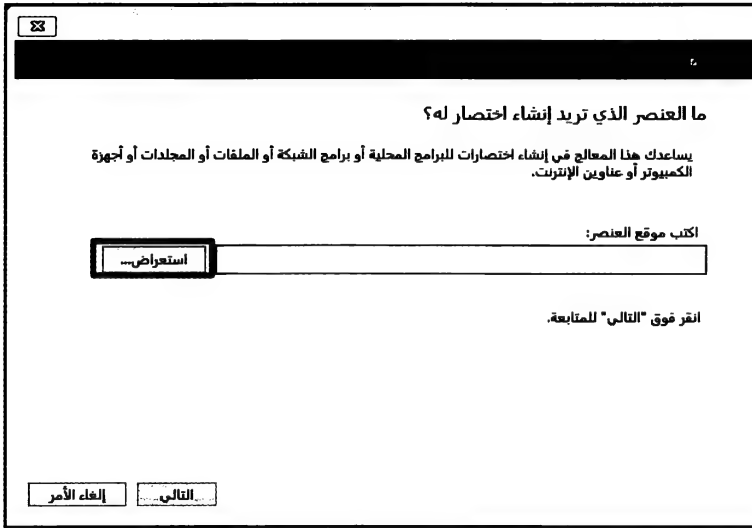 ما العنصر الذي تريد إنشاء اختصار له؟
يساعدك هذا المعالج في إنشاء اختصارات للبرامج المحلية أو برامج الشبكة أو الملفات أو المجلدات أو أجهزة
الكمبيوتر أو عناوين الإنترنت.
اكتب موقع العنصر:
استعراض...
انقر فوق "التالي" للمتابعة.
التالي
إلغاء الأمر